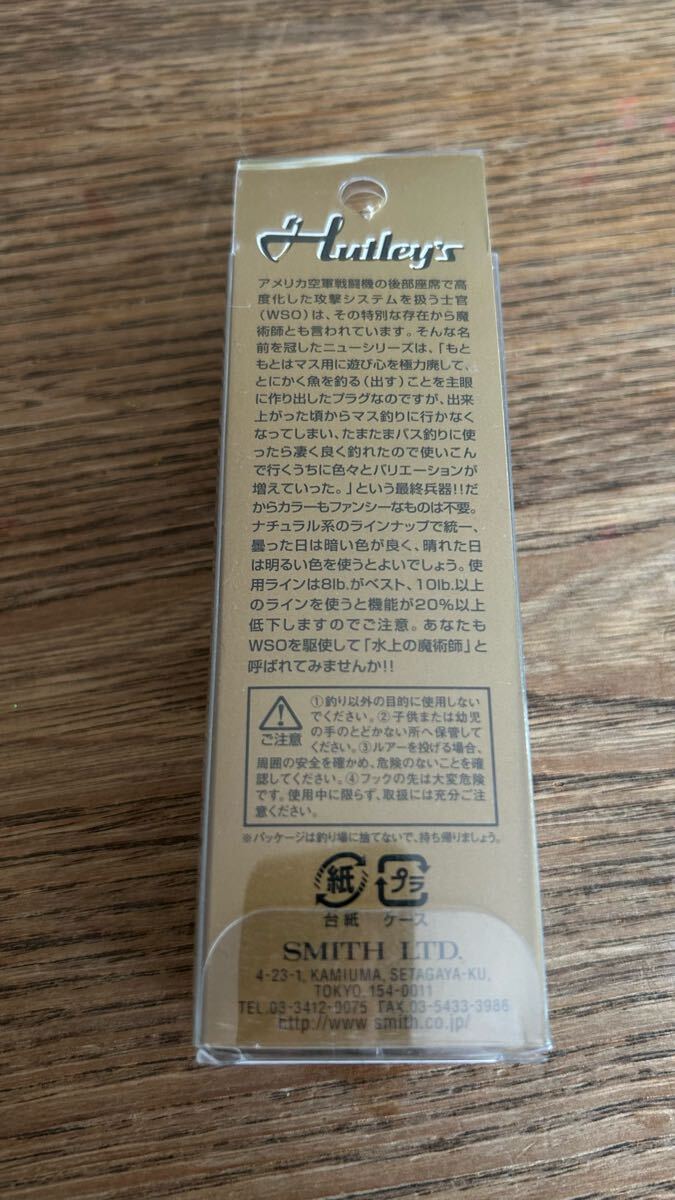 Hutley's
アメリカ空軍戦闘機の後部座席で高
度化した攻撃システムを扱う士官
(WSO)は、その特別な存在から魔
術師とも言われています。そんな名
前を冠したニューシリーズは、「もと
もとはマス用に遊び心を極力廃して、
とにかく魚を釣る(出す)ことを主眼
に作り出したプラグなのですが、出来
上がった頃からマス釣りに行かなく
なってしまい、たまたまバス釣りに使
ったら凄く良く釣れたので使いこん
で行くうちに色々とバリエーションが
増えていった。」という最終兵器!!だ
からカラーもファンシーなものは不要。
ナチュラル系のラインナップで統一、
曇った日は暗い色が良く、晴れた日
は明るい色を使うとよいでしょう。使
用ラインは8lb.がベスト、10lb.以上
のラインを使うと機能が20%以上
低下しますのでご注意。あなたも
WSOを駆使して「水上の魔術師」と
呼ばれてみませんか!!
ご注意
①釣り以外の目的に使用しない
でください。②子供または幼児
の手のとどかない所へ保管して
ください。③ルアーを投げる場合、
周囲の安全を確かめ、危険のないことを確
認してください。④フックの先は大変危険
です。使用中に限らず、取扱には充分ご注
意ください。
※パッケージは釣り場に捨てないで、持ち帰りましょう。
紙 プラ
台紙 ケース
SMITH LTD.
4-23-1, KAMIUMA, SETAGAYA-KU,
TOKYO 154-0011
TEL.03-3412-0075 FAX.03-5433-3986
http://www.smith.co.jp/